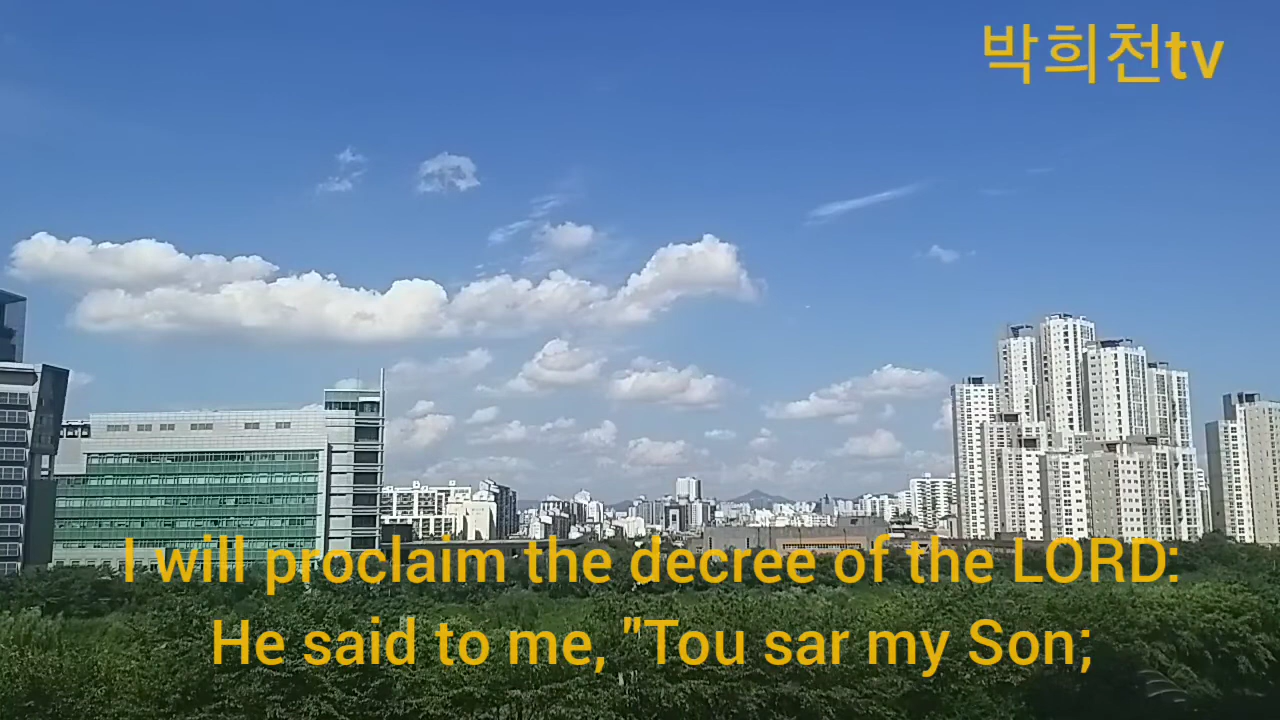 박희천tv
I will proclaim the decree of the LORD:
He said to me, "Tou sar my Son;